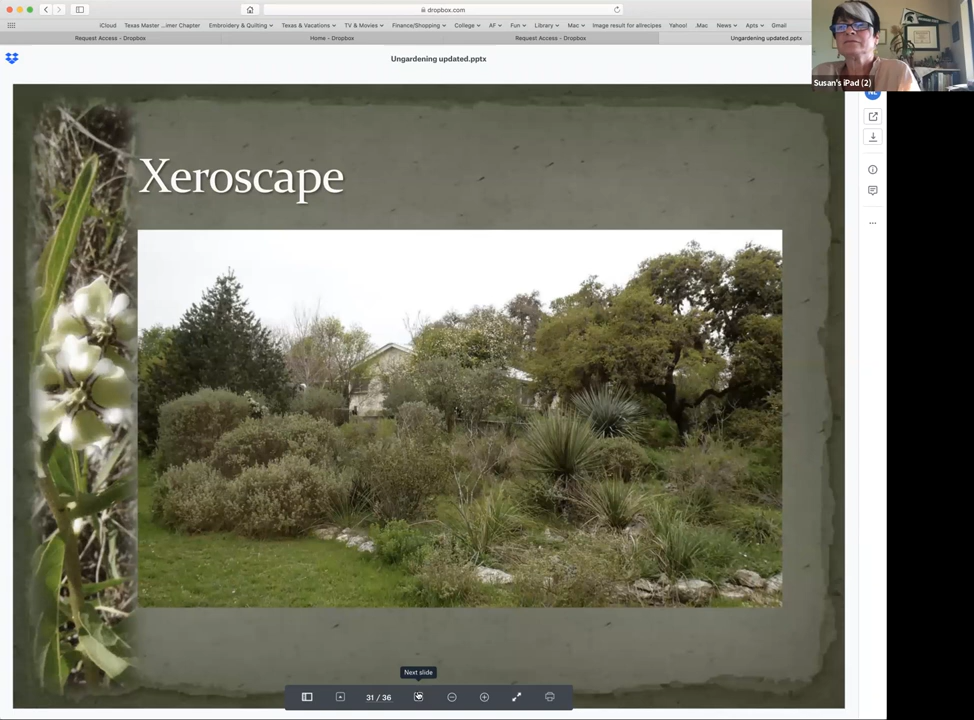 dropbox.com
iCloud Texas Master ...imer Chapter Embroidery & Quilting Texas & Vacations TV & Movies Finance/Shopping College AF Fun Library Mac Image result for allrecipes Yahoo! .Mac News Apts Gmail
Request Access - Dropbox Home - Dropbox Request Access - Dropbox Ungardening updated.pptx
Ungardening updated.pptx
Susan's iPad (2)
NL
Xeroscape
Next slide
31 / 36